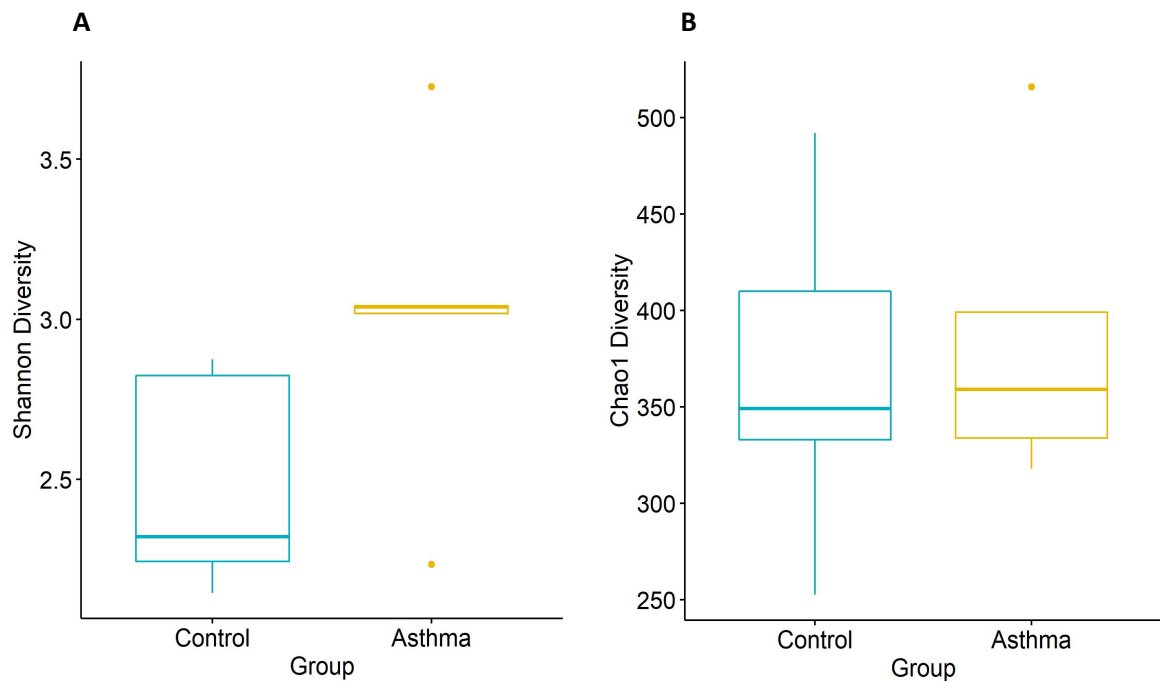 A
Shannon Diversity
3.5
3.0
2.5
Control Asthma
Group
B
Chao1 Diversity
500
450
400
350
300
250
Control Asthma
Group